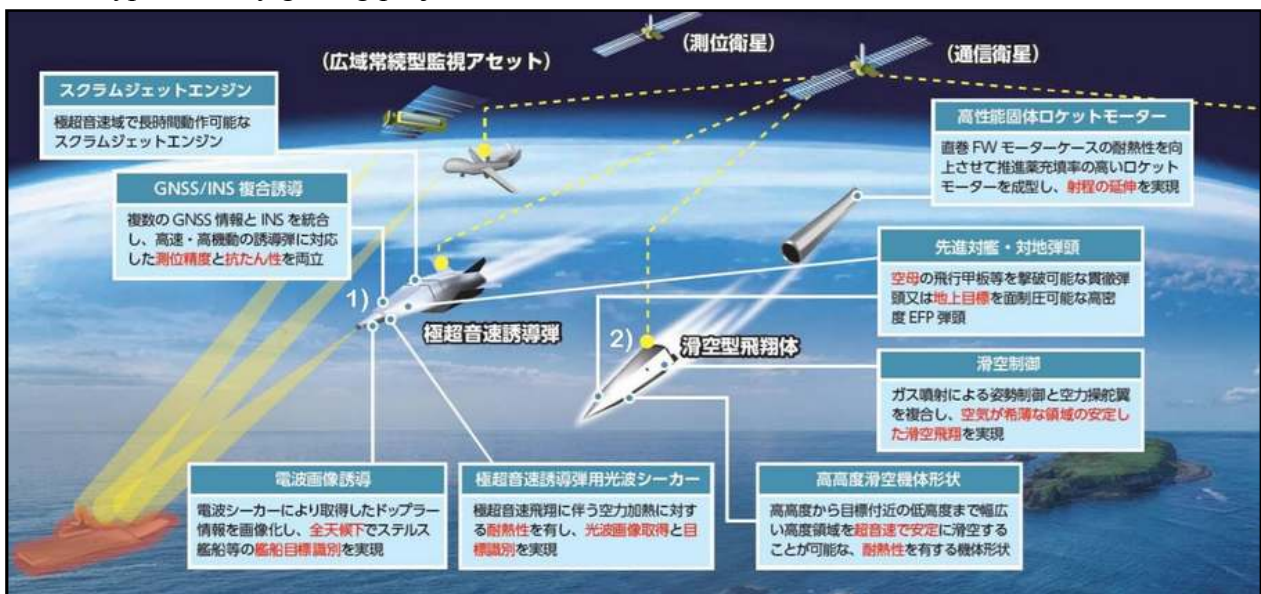 (測位衛星)
(通信衛星)
(広域常続型監視アセット)
スクラムジェットエンジン
極超音速域で長時間動作可能な
スクラムジェットエンジン
GNSS/INS 複合誘導
複数の GNSS 情報と INS を統合
し、高速・高機動の誘導弾に対応
した測位精度と抗たん性を両立
高性能固体ロケットモーター
直巻 FW モーターケースの耐熱性を向
上させて推進薬充填率の高いロケット
モーターを成型し、射程の延伸を実現
先進対艦・対地弾頭
空母の飛行甲板等を撃破可能な貫徹弾
頭又は地上目標を面制圧可能な高密
度 EFP 弾頭
1)
極超音速誘導弾
2)
滑空型飛翔体
滑空制御
ガス噴射による姿勢制御と空力操舵翼
を複合し、空気が希薄な領域の安定し
た滑空飛翔を実現
電波画像誘導
電波シーカーにより取得したドップラー
情報を画像化し、全天候下でステルス
艦船等の艦船目標識別を実現
極超音速誘導弾用光波シーカー
極超音速飛翔に伴う空力加熱に対す
る耐熱性を有し、光波画像取得と目
標識別を実現
高高度滑空機体形状
高高度から目標付近の低高度まで幅広
い高度領域を超音速で安定に滑空する
ことが可能な、耐熱性を有する機体形状